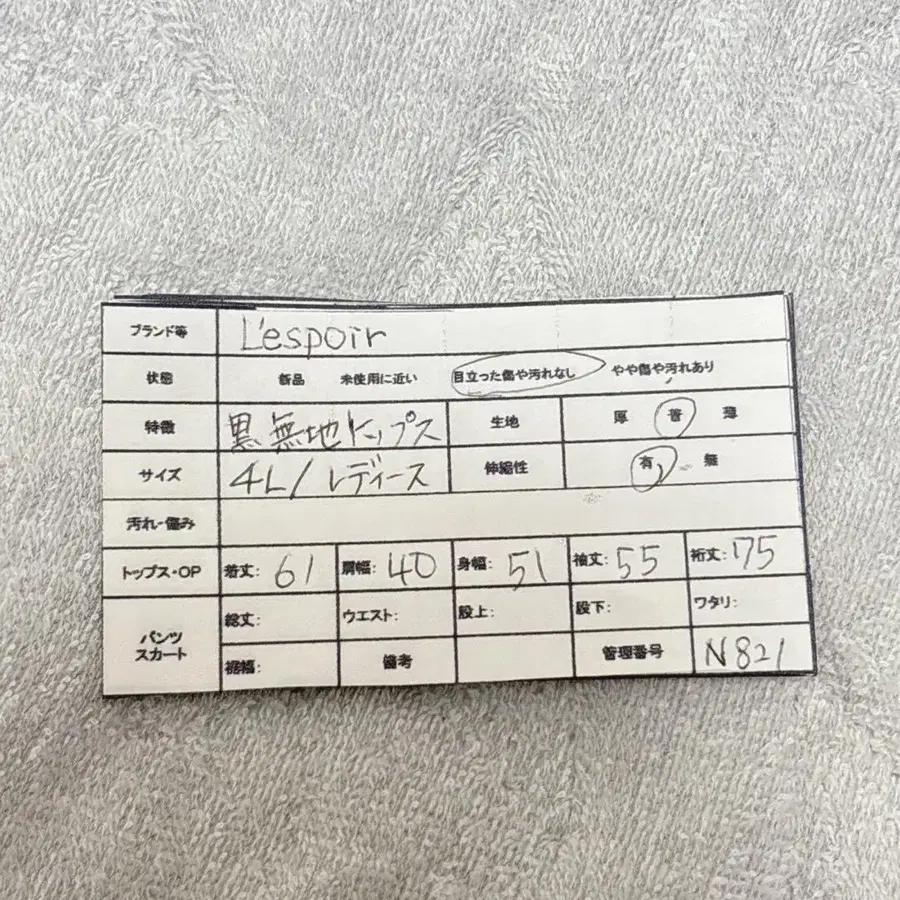 ブランド等 L'espoir
状態 新品 未使用に近い 目立った傷や汚れなし やや傷や汚れあり
特徴 黒無地トップス 生地 厚 普 薄
サイズ 4L/レディース 伸縮性 有 無
汚れ・傷み
トップス・OP 着丈: 61 肩幅: 40 身幅: 51 袖丈: 55 裄丈: 75
パンツ スカート 総丈: ウエスト: 股上: 股下: ワタリ:
裾幅: 備考 管理番号 N821